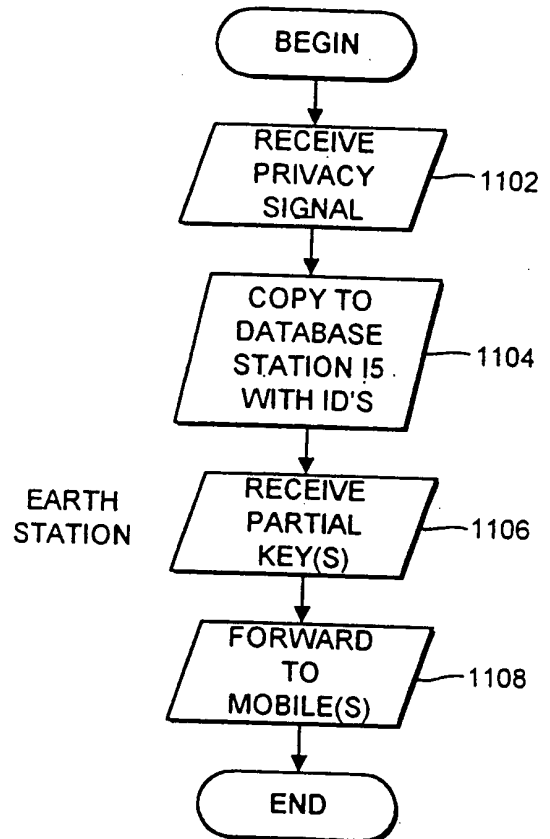 BEGIN
RECEIVE
PRIVACY
SIGNAL
1102
COPY TO
DATABASE
STATION I5
WITH ID'S
1104
EARTH
STATION
RECEIVE
PARTIAL
KEY(S)
1106
FORWARD
TO
MOBILE(S)
1108
END